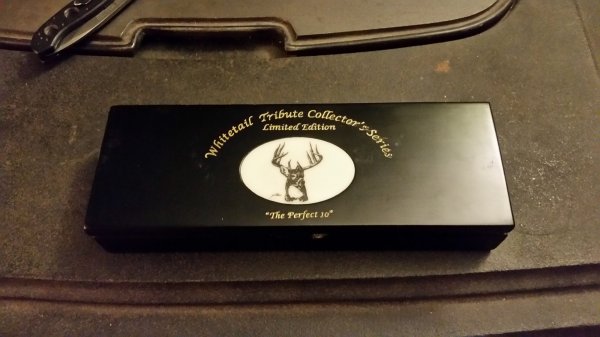 Whitetail Tribute Collector's Series
Limited Edition
"The Perfect 10"